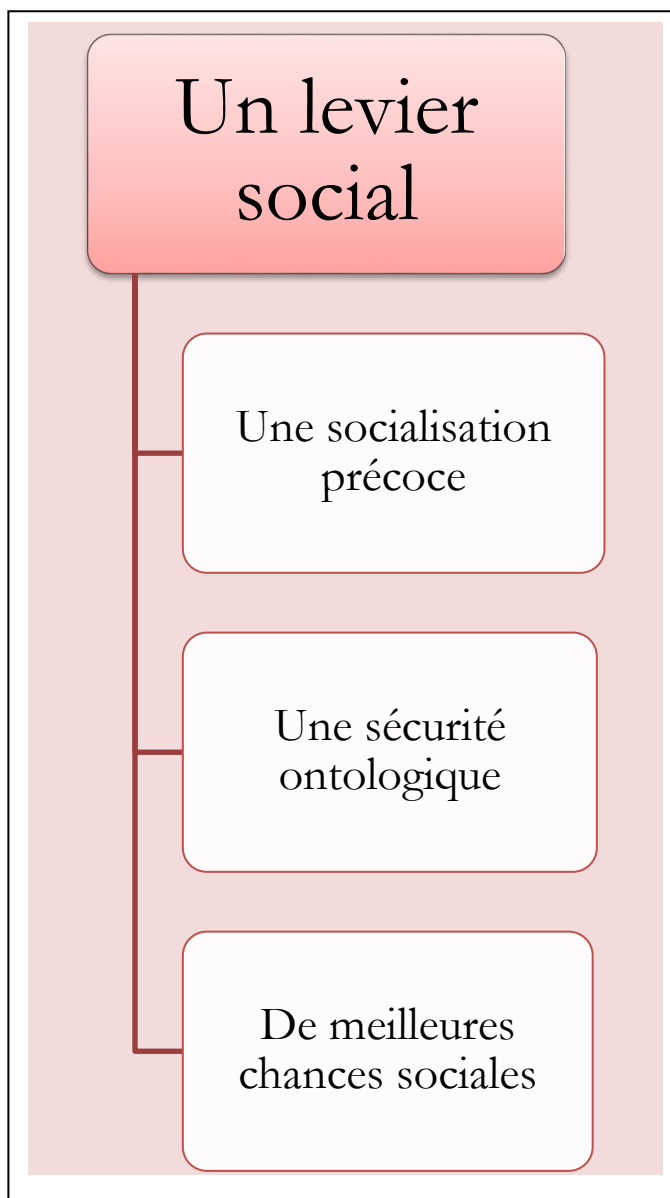 Un levier
social
Une socialisation
précoce
Une sécurité
ontologique
De meilleures
chances sociales